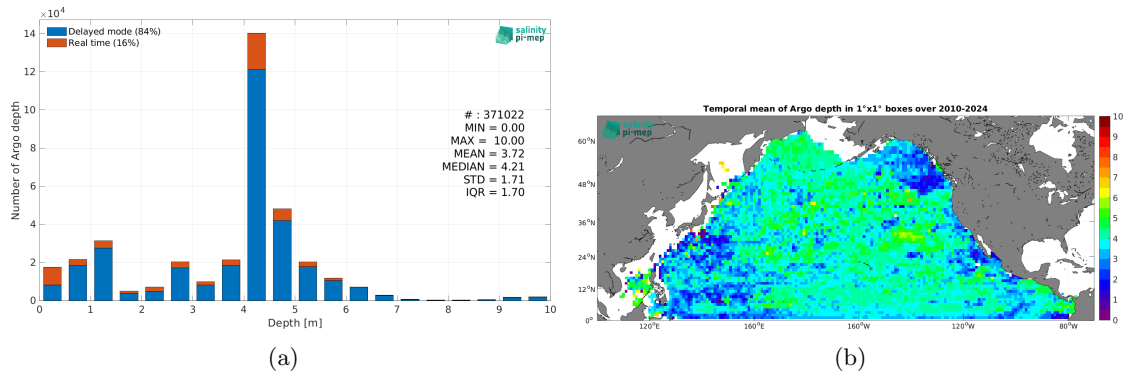 ×10⁴
Delayed mode (84%)
Real time (16%)
salinity
pi-mep
# : 371022
MIN = 0.00
MAX = 10.00
MEAN = 3.72
MEDIAN = 4.21
STD = 1.71
IQR = 1.70
Number of Argo depth
14
12
10
8
6
4
2
0
0 1 2 3 4 5 6 7 8 9 10
Depth [m]
(a)
Temporal mean of Argo depth in 1°x1° boxes over 2010-2024
salinity
pi-mep
60°N
48°N
36°N
24°N
12°N
0°
120°E 160°E 160°W 120°W 80°W
10
9
8
7
6
5
4
3
2
1
0
(b)